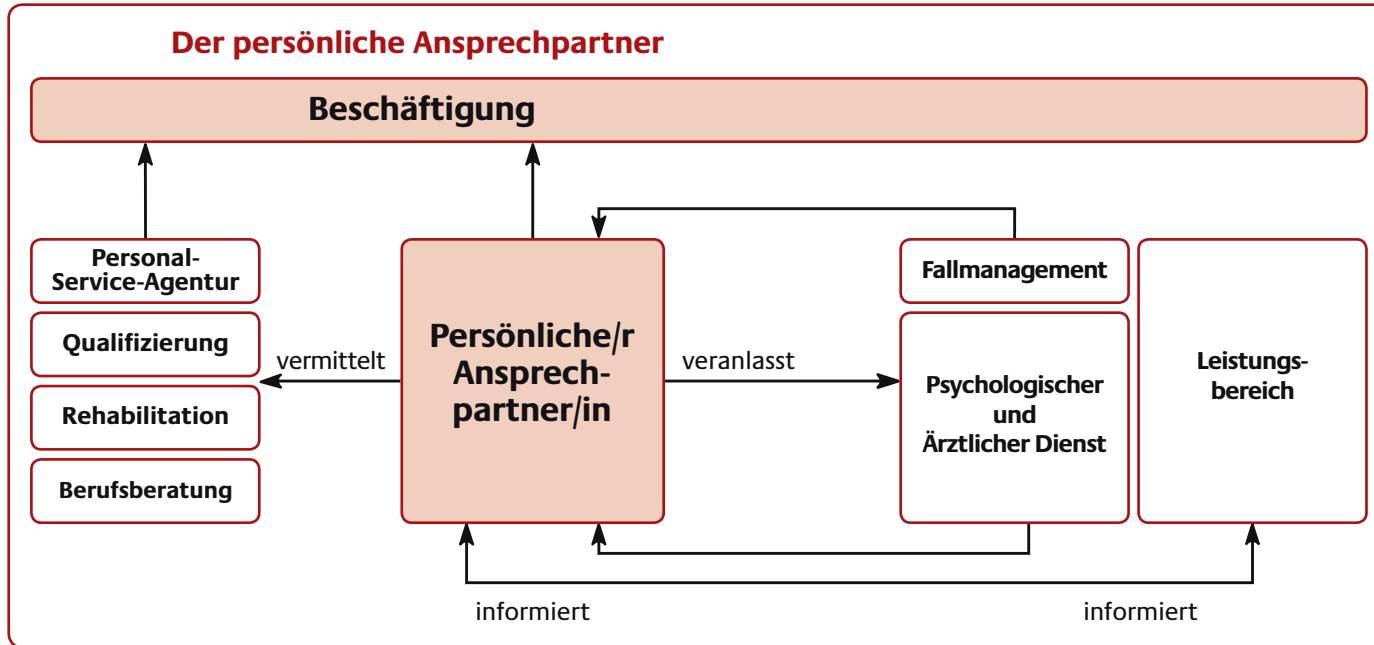 Der persönliche Ansprechpartner
Beschäftigung
Personal-
Service-Agentur
Qualifizierung
Rehabilitation
Berufsberatung
vermittelt
Persönliche/r
Ansprech-
partner/in
veranlasst
Fallmanagement
Psychologischer
und
Ärztlicher Dienst
Leistungs-
bereich
informiert
informiert